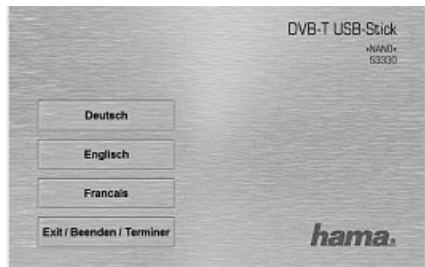 DVB-T USB-Stick
•NANO•
53330
Deutsch
Englisch
Francais
Exit / Beenden / Terminer
hama®